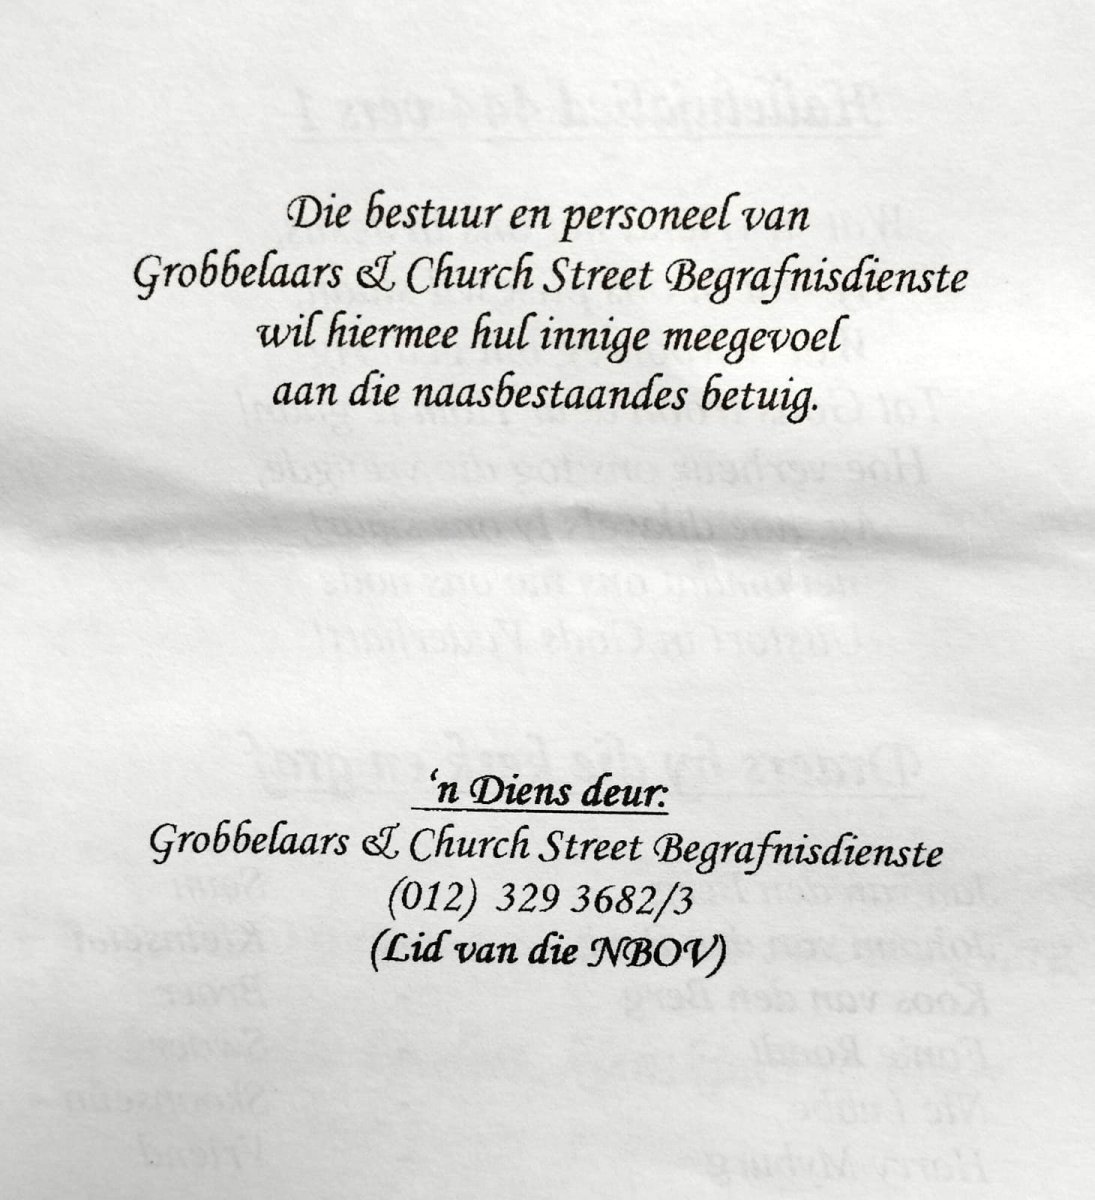 Die bestuur en personeel van
Grobbelaars & Church Street Begrafnisdienste
wil hiermee hul innige meegevoel
aan die naasbestaandes betuig.
‘n Diens deur:
Grobbelaars & Church Street Begrafnisdienste
(012) 329 3682/3
(Lid van die NBOV)